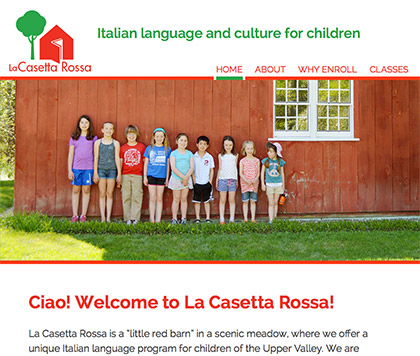 Italian language and culture for children
La Casetta Rossa
HOME ABOUT WHY ENROLL CLASSES
Ciao! Welcome to La Casetta Rossa!
La Casetta Rossa is a "little red barn" in a scenic meadow, where we offer a
unique Italian language program for children of the Upper Valley. We are